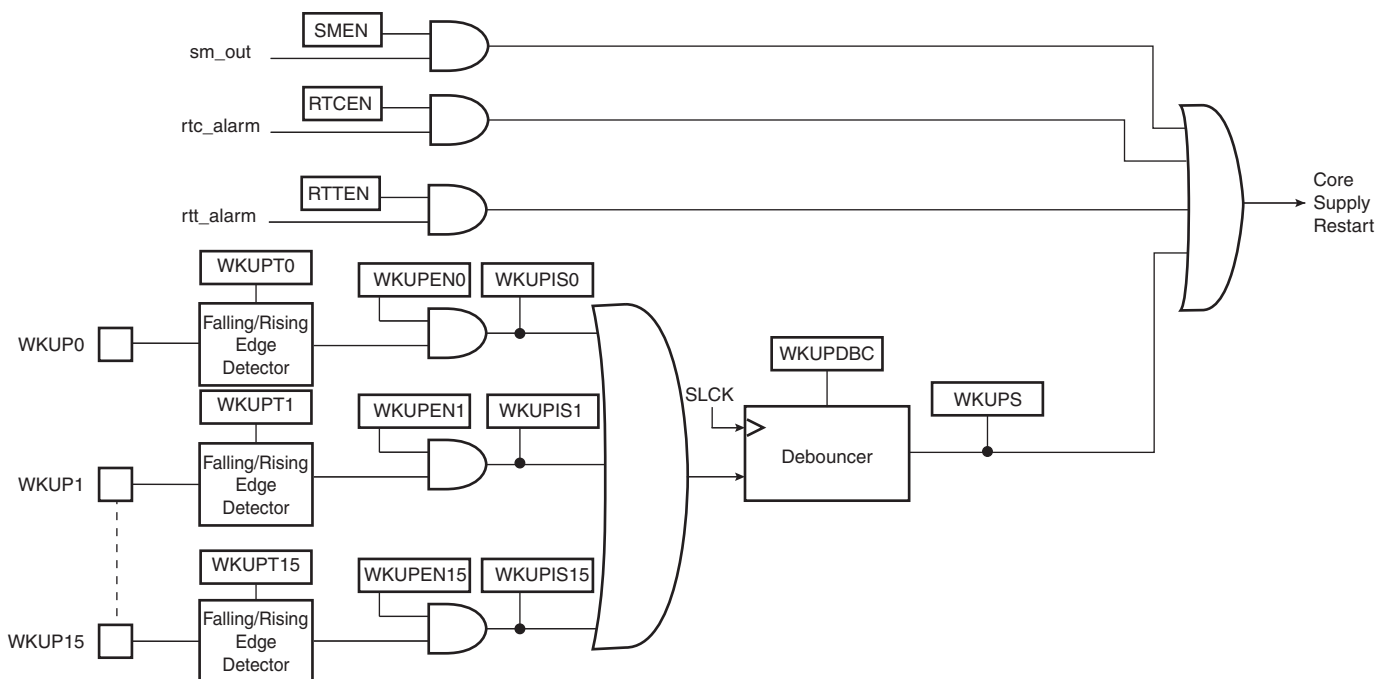 SMEN
sm_out
RTCEN
rtc_alarm
RTTEN
rtt_alarm
Core
Supply
Restart
WKUPT0
WKUPEN0
WKUPIS0
WKUP0
Falling/Rising
Edge
Detector
WKUPT1
WKUPEN1
WKUPIS1
WKUP1
Falling/Rising
Edge
Detector
SLCK
WKUPDBC
Debouncer
WKUPS
WKUPT15
WKUPEN15
WKUPIS15
WKUP15
Falling/Rising
Edge
Detector